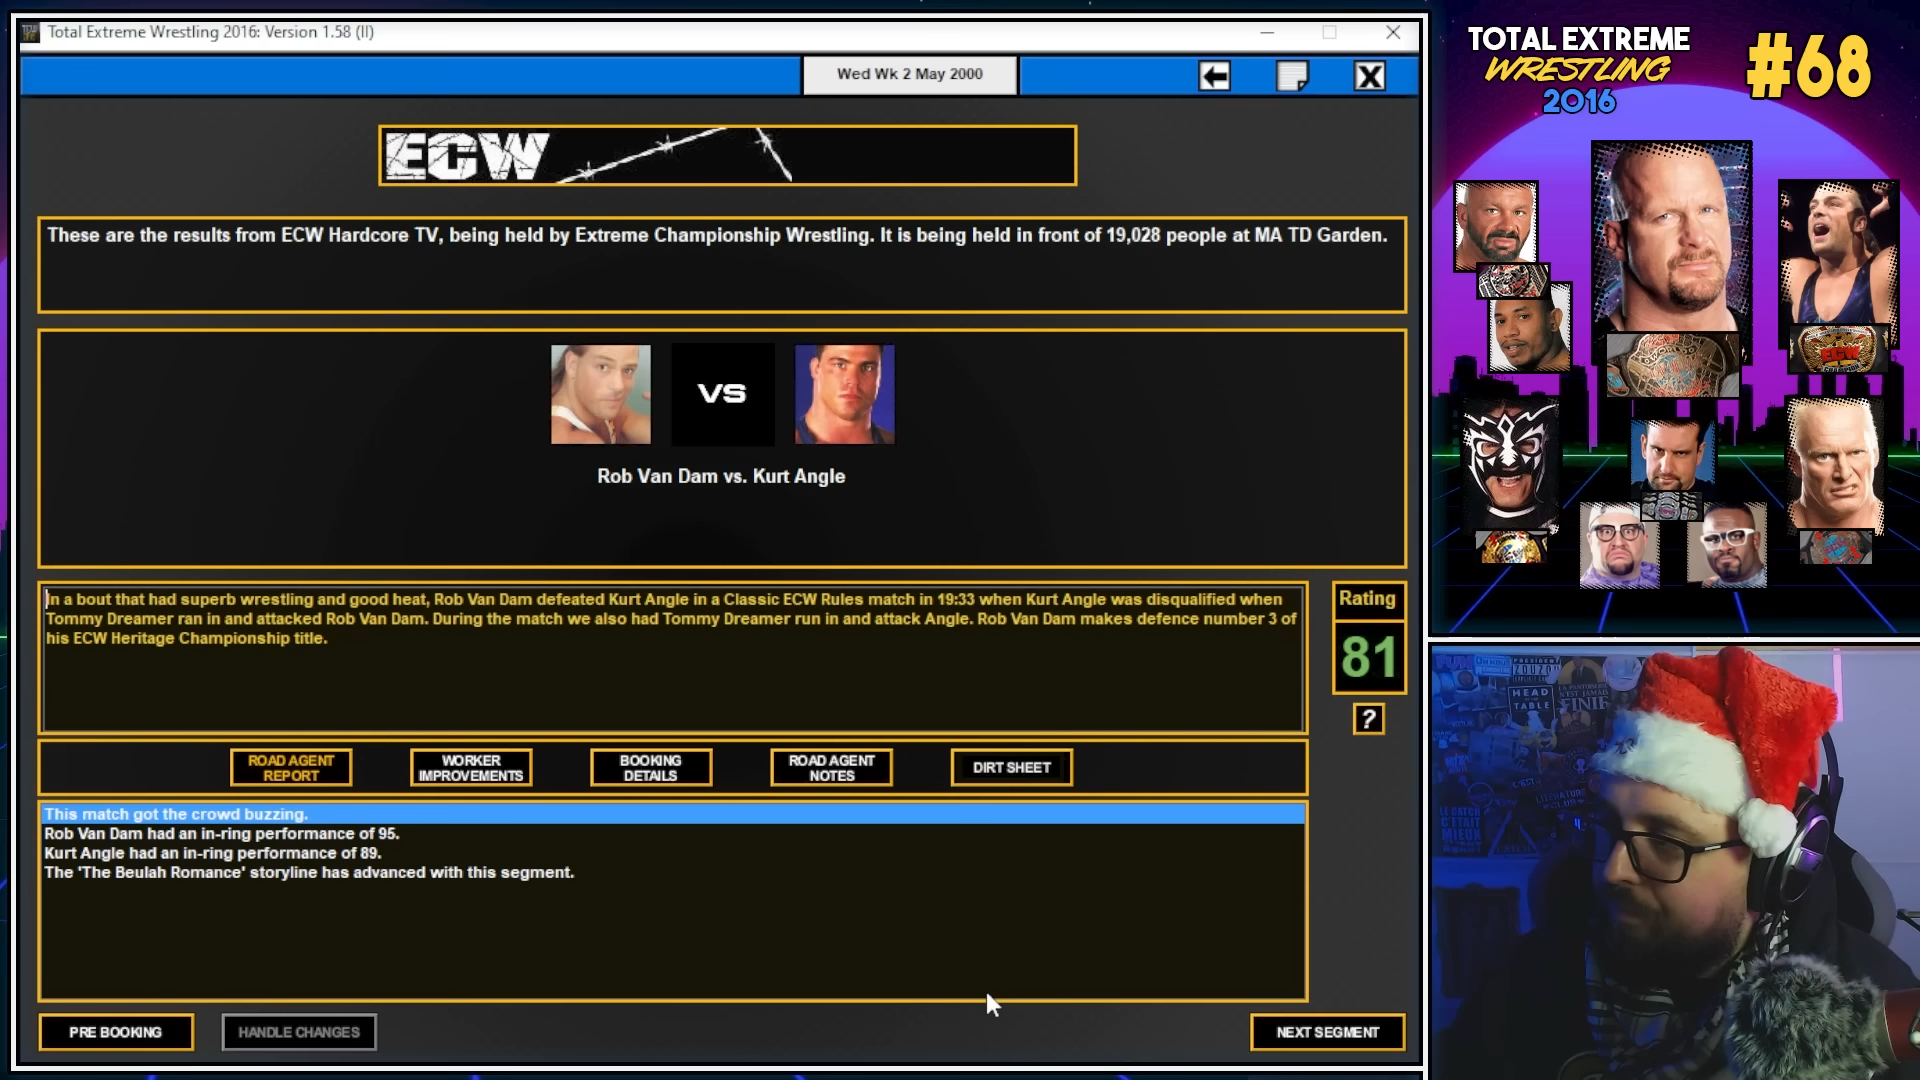 Total Extreme Wrestling 2016: Version 1.58 (II)
Wed Wk 2 May 2000
ECW
These are the results from ECW Hardcore TV, being held by Extreme Championship Wrestling. It is being held in front of 19,028 people at MA TD Garden.
VS
Rob Van Dam vs. Kurt Angle
In a bout that had superb wrestling and good heat, Rob Van Dam defeated Kurt Angle in a Classic ECW Rules match in 19:33 when Kurt Angle was disqualified when
Tommy Dreamer ran in and attacked Rob Van Dam. During the match we also had Tommy Dreamer run in and attack Angle. Rob Van Dam makes defence number 3 of
his ECW Heritage Championship title.
Rating
81
?
ROAD AGENT
REPORT
WORKER
IMPROVEMENTS
BOOKING
DETAILS
ROAD AGENT
NOTES
DIRT SHEET
This match got the crowd buzzing.
Rob Van Dam had an in-ring performance of 95.
Kurt Angle had an in-ring performance of 89.
The 'The Beulah Romance' storyline has advanced with this segment.
PRE BOOKING
HANDLE CHANGES
NEXT SEGMENT
TOTAL EXTREME
WRESTLING
2016
#68
ECW
HEAD
OF THE
TABLE
LE CATCH
C'ÉTAIT
MIEUX